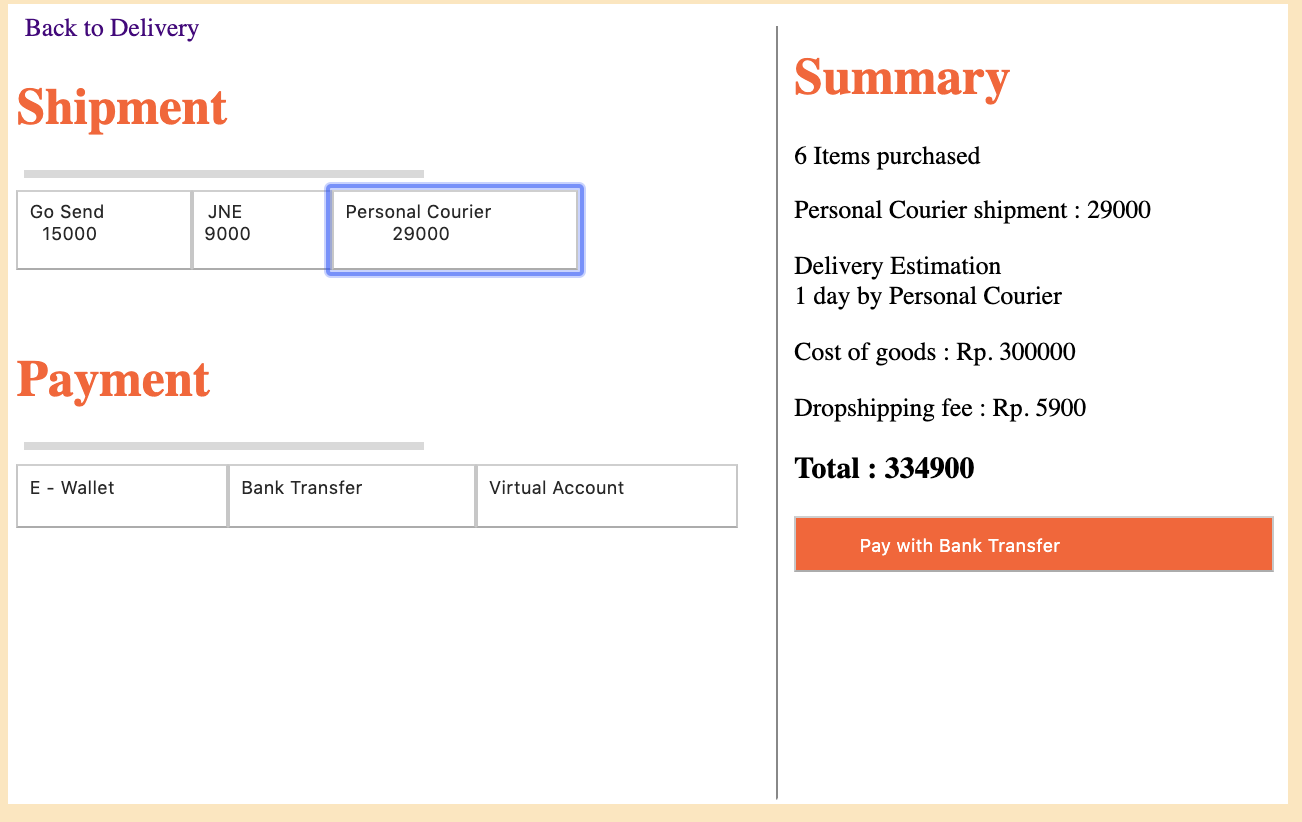 Back to Delivery
Shipment
Go Send
15000
JNE
9000
Personal Courier
29000
Payment
E - Wallet
Bank Transfer
Virtual Account
Summary
6 Items purchased
Personal Courier shipment : 29000
Delivery Estimation
1 day by Personal Courier
Cost of goods : Rp. 300000
Dropshipping fee : Rp. 5900
Total : 334900
Pay with Bank Transfer